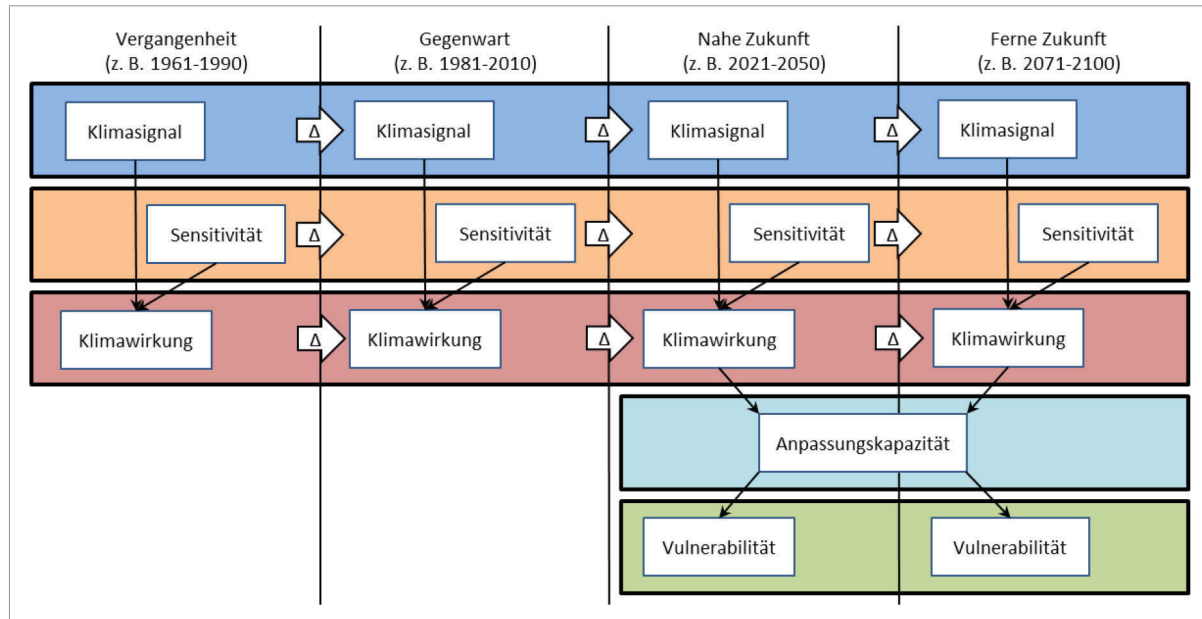 Vergangenheit
(z. B. 1961-1990)
Gegenwart
(z. B. 1981-2010)
Nahe Zukunft
(z. B. 2021-2050)
Ferne Zukunft
(z. B. 2071-2100)
Klimasignal
Δ
Klimasignal
Δ
Klimasignal
Δ
Klimasignal
Sensitivität
Δ
Sensitivität
Δ
Sensitivität
Δ
Sensitivität
Klimawirkung
Δ
Klimawirkung
Δ
Klimawirkung
Δ
Klimawirkung
Anpassungskapazität
Vulnerabilität
Vulnerabilität